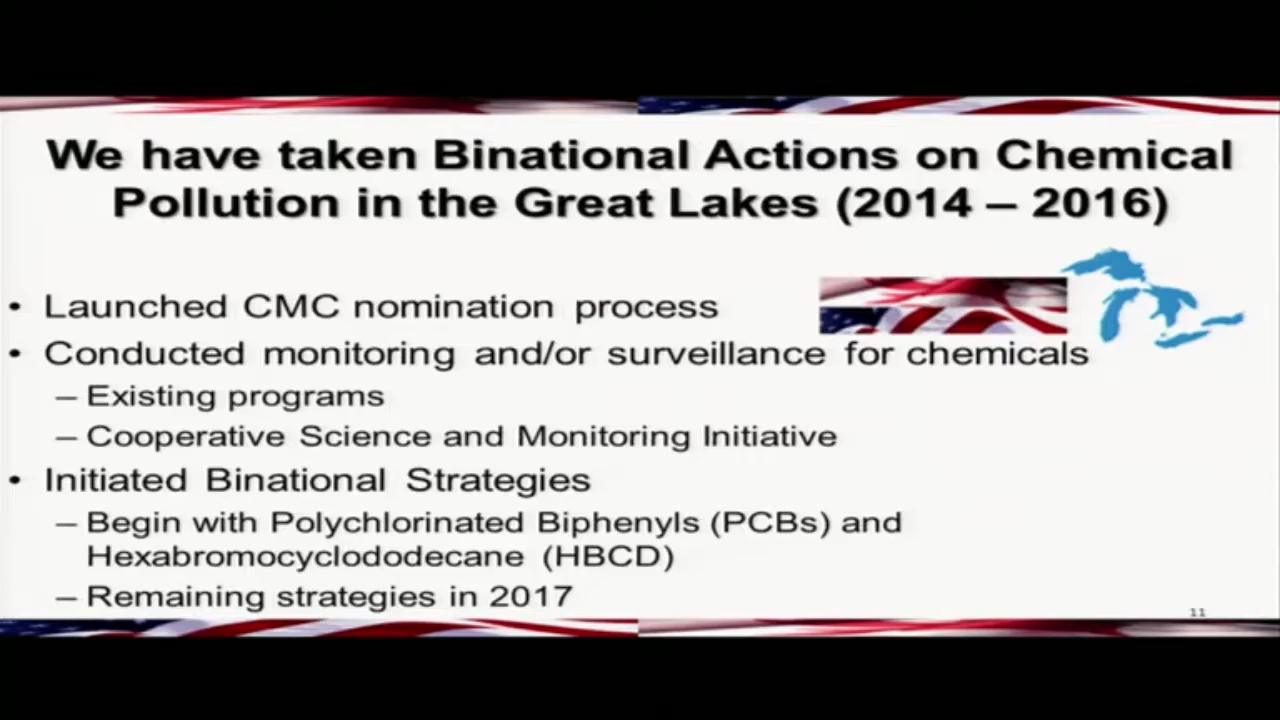 We have taken Binational Actions on Chemical
Pollution in the Great Lakes (2014 – 2016)
• Launched CMC nomination process
• Conducted monitoring and/or surveillance for chemicals
– Existing programs
– Cooperative Science and Monitoring Initiative
• Initiated Binational Strategies
– Begin with Polychlorinated Biphenyls (PCBs) and
Hexabromocyclododecane (HBCD)
– Remaining strategies in 2017
11